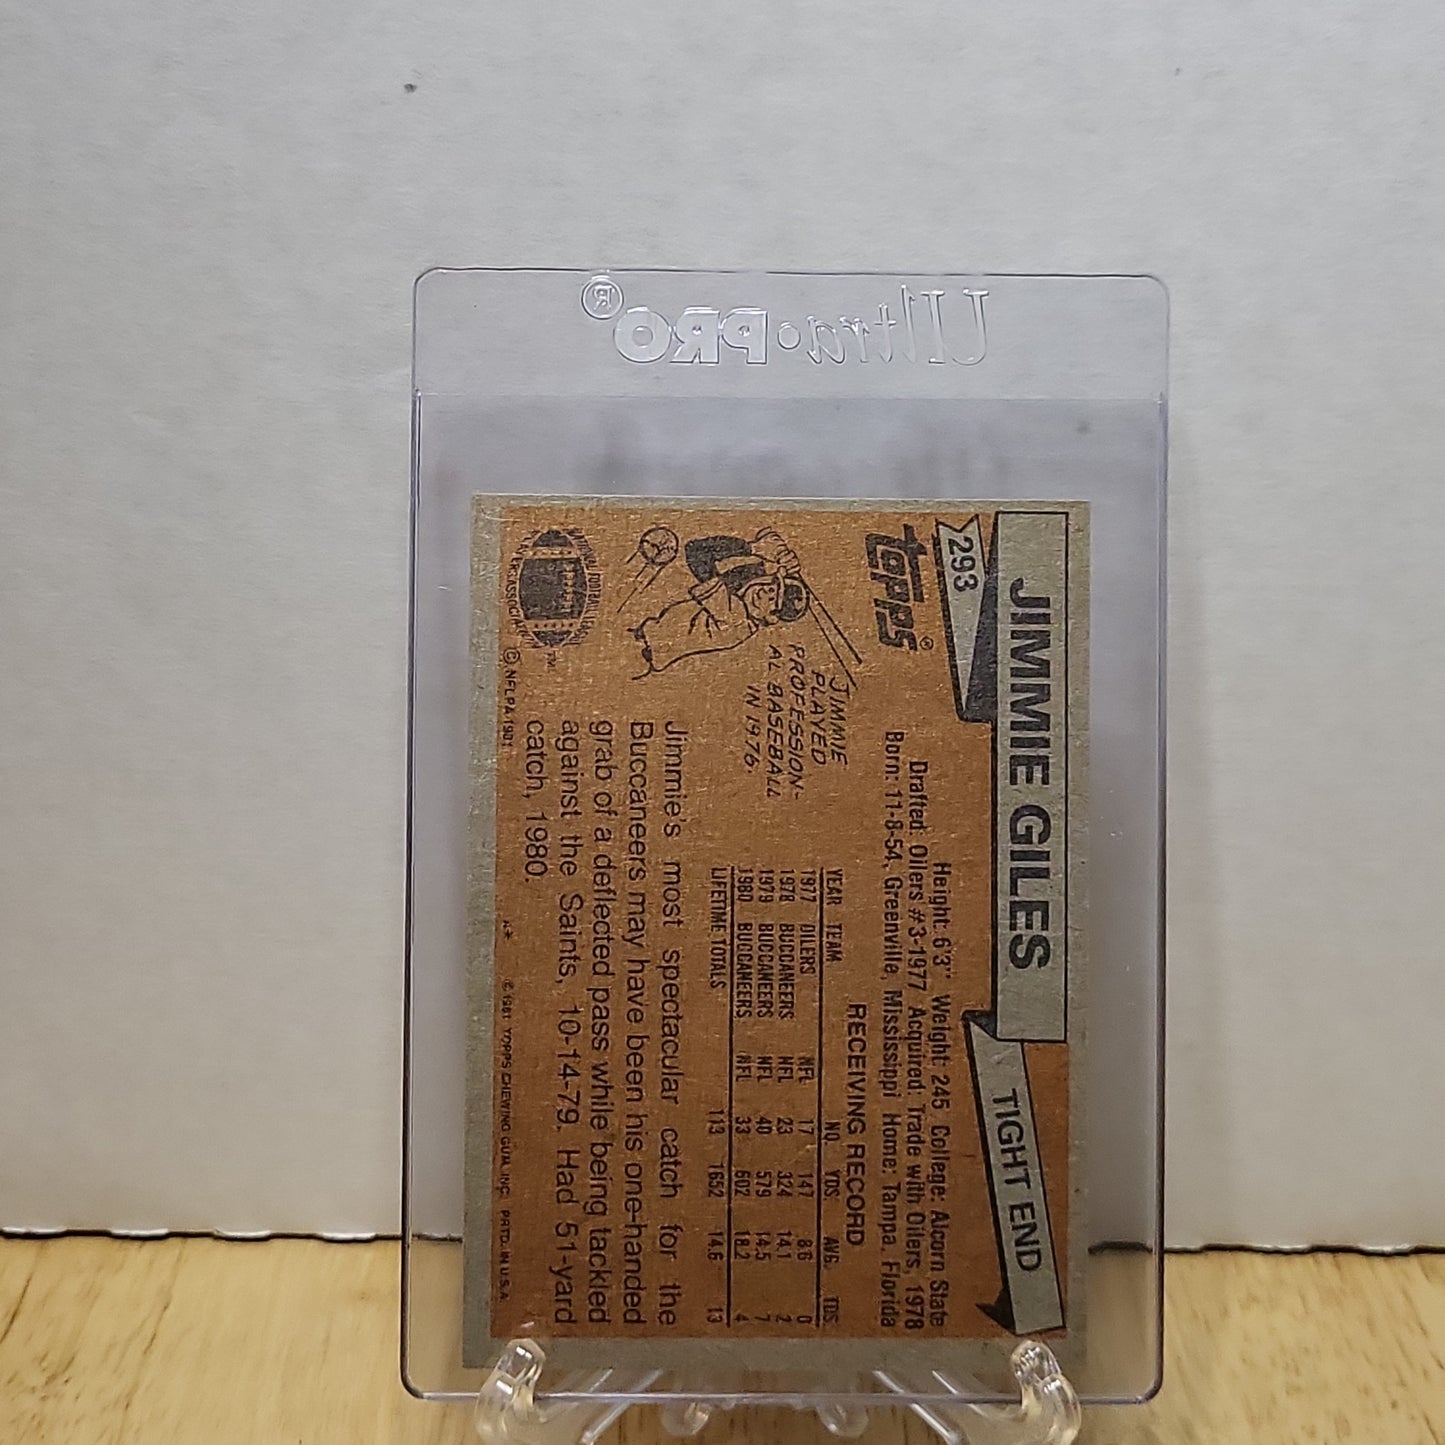 Ultra•PRO®
JIMMIE GILES
TIGHT END
293
TOPPS®
Height: 6'3" Weight: 245 College: Alcorn State
Drafted: Oilers #3-1977 Acquired: Trade with Oilers, 1978
Born: 11-8-54, Greenville, Mississippi Home: Tampa, Florida
RECEIVING RECORD
YEAR TEAM NO. YDS. AVG. TDS.
1977 OILERS NFL 17 147 8.6 0
1978 BUCCANEERS NFL 23 324 14.1 2
1979 BUCCANEERS NFL 40 579 14.5 7
1980 BUCCANEERS NFL 33 602 18.2 4
LIFETIME TOTALS 113 1652 14.6 13
JIMMIE
PLAYED
PROFESSION-
AL BASEBALL
IN 1976.
Jimmie's most spectacular catch for the
Buccaneers may have been his one-handed
grab of a deflected pass while being tackled
against the Saints, 10-14-79. Had 51-yard
catch, 1980.
NATIONAL FOOTBALL LEAGUE
TM
© NFLPA 1981
© 1981 TOPPS CHEWING GUM, INC. PRTD. IN U.S.A.